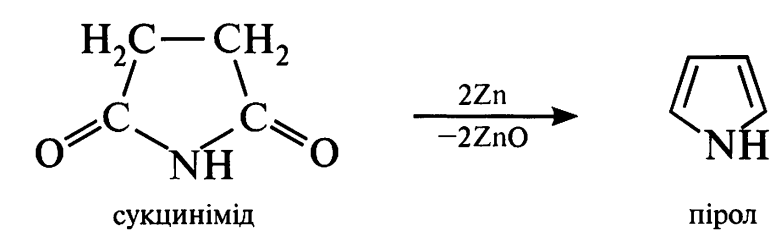 H₂C — CH₂
2Zn
O C C O
−2ZnO
NH
NH
сукцинімід
пірол